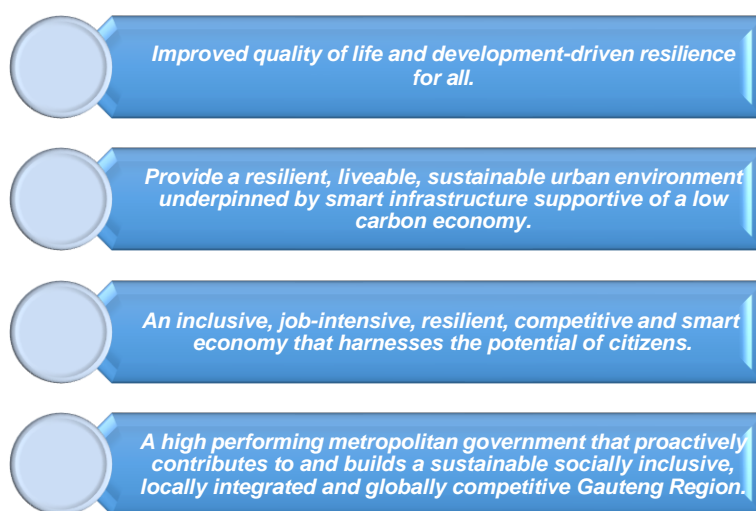 Improved quality of life and development-driven resilience
for all.
Provide a resilient, liveable, sustainable urban environment
underpinned by smart infrastructure supportive of a low
carbon economy.
An inclusive, job-intensive, resilient, competitive and smart
economy that harnesses the potential of citizens.
A high performing metropolitan government that proactively
contributes to and builds a sustainable socially inclusive,
locally integrated and globally competitive Gauteng Region.